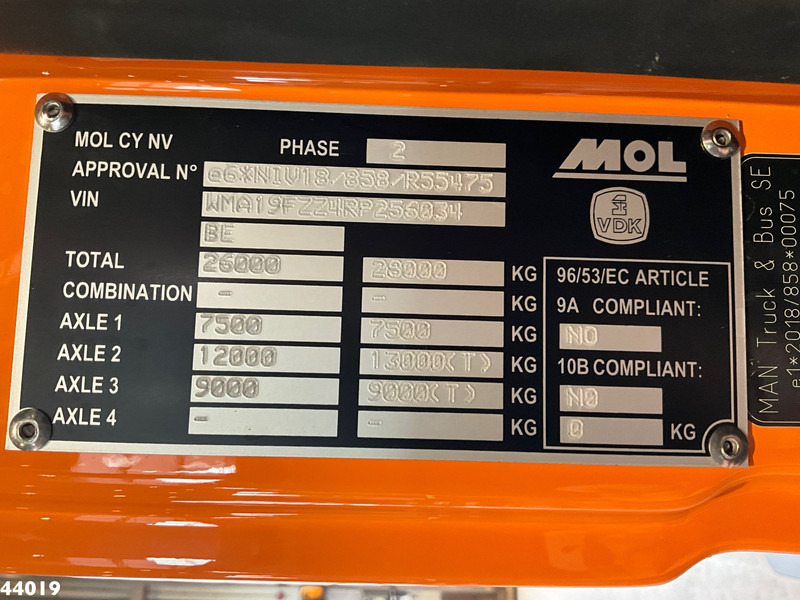 MOL CY NV PHASE 2
APPROVAL N° e6*NIV18/858/R55475
VIN WMA19FZZ4RP256034
BE
TOTAL 26000 28000 KG
COMBINATION - - KG
AXLE 1 7500 7500 KG
AXLE 2 12000 13000(T) KG
AXLE 3 9000 9000(T) KG
AXLE 4 - - KG
MOL
VDK
96/53/EC ARTICLE
9A COMPLIANT:
NO
10B COMPLIANT:
NO
0 KG
MAN Truck & Bus SE
e1*2018/858*00075
44019